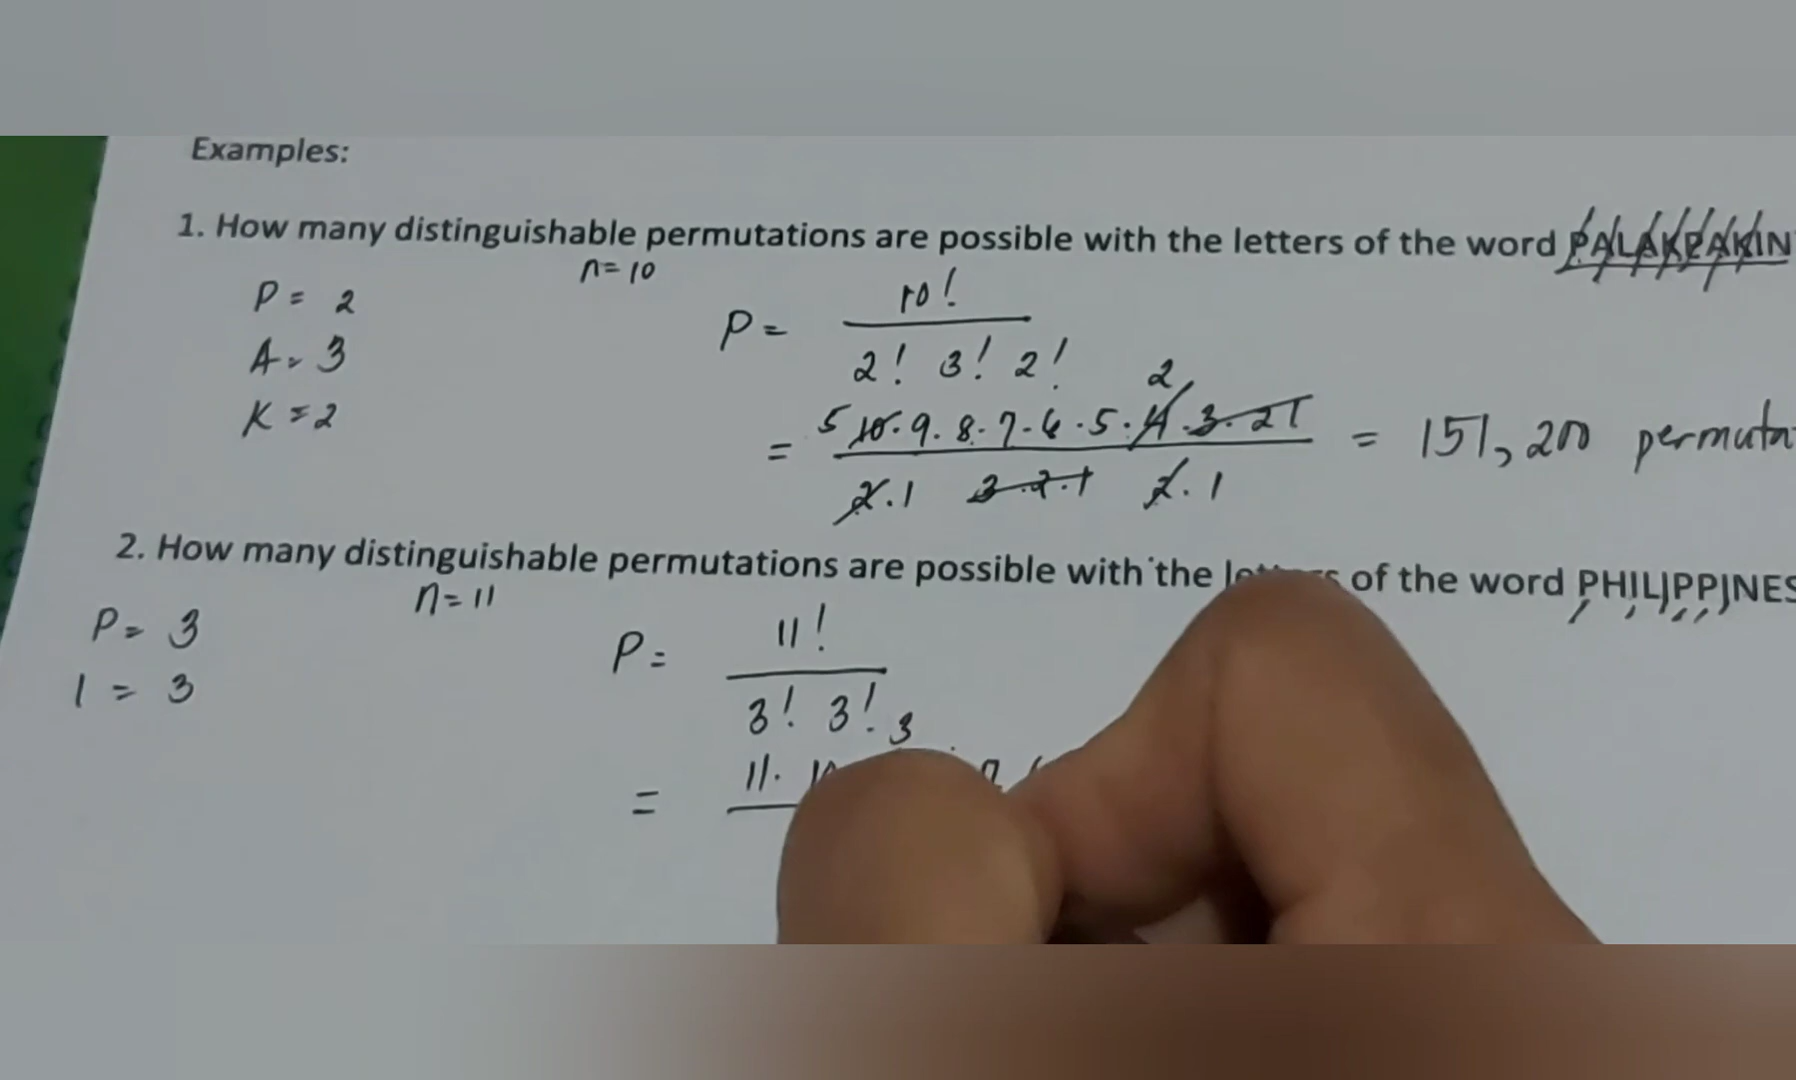 Examples:
1. How many distinguishable permutations are possible with the letters of the word PALAKPAKIN
n=10
P = 2
A = 3
K = 2
P = 10!
2! 3! 2!
2
= 5 10·9·8·7·6·5·4·3·2 1 = 151,200
2·1 3·2·1 2·1
2. How many distinguishable permutations are possible with the of the word PHILIPPINES
n=11
P = 3
I = 3
P = 11!
3! 3!
3
= 11·